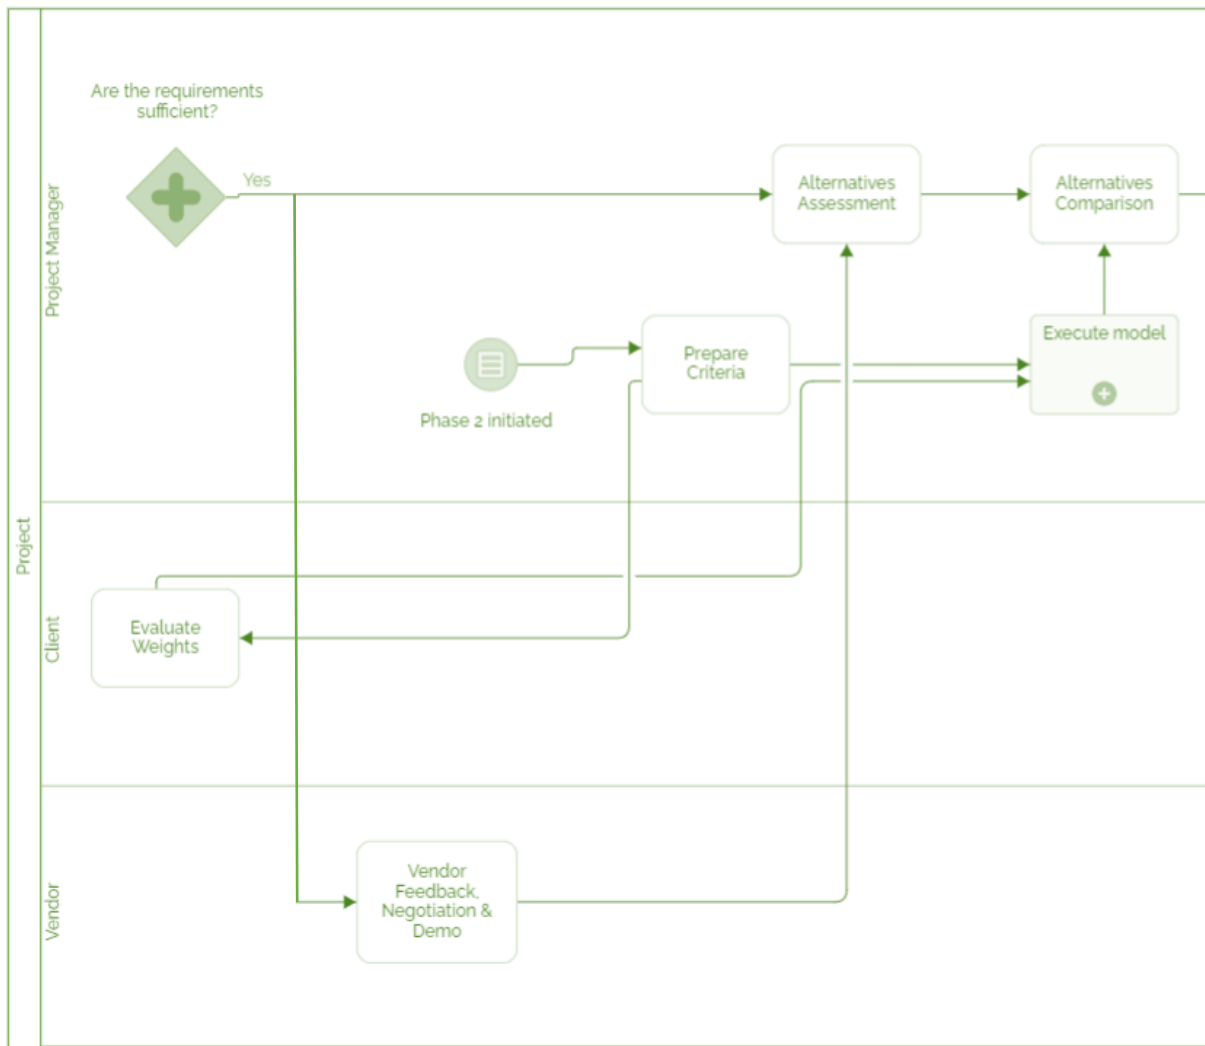 Are the requirements
sufficient?
Yes
Alternatives
Assessment
Alternatives
Comparison
Project Manager
Prepare
Criteria
Execute model
Phase 2 initiated
Project
Client
Evaluate
Weights
Vendor
Vendor
Feedback,
Negotiation &
Demo